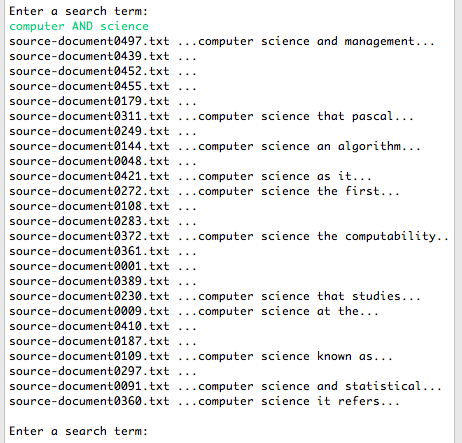 Enter a search term:
computer AND science
source-document0497.txt ...computer science and management...
source-document0439.txt ...
source-document0452.txt ...
source-document0455.txt ...
source-document0179.txt ...
source-document0311.txt ...computer science that pascal...
source-document0249.txt ...
source-document0144.txt ...computer science an algorithm...
source-document0048.txt ...
source-document0421.txt ...computer science as it...
source-document0272.txt ...computer science the first...
source-document0108.txt ...
source-document0283.txt ...
source-document0372.txt ...computer science the computability..
source-document0361.txt ...
source-document0001.txt ...
source-document0389.txt ...
source-document0230.txt ...computer science that studies...
source-document0009.txt ...computer science at the...
source-document0410.txt ...
source-document0187.txt ...
source-document0109.txt ...computer science known as...
source-document0297.txt ...
source-document0091.txt ...computer science and statistical...
source-document0360.txt ...computer science it refers...
Enter a search term: